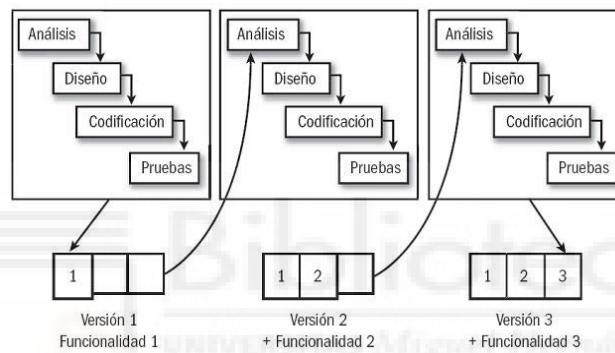 Análisis
Diseño
Codificación
Pruebas
Análisis
Diseño
Codificación
Pruebas
Análisis
Diseño
Codificación
Pruebas
1
1 2
1 2 3
Versión 1
Funcionalidad 1
Versión 2
+ Funcionalidad 2
Versión 3
+ Funcionalidad 3